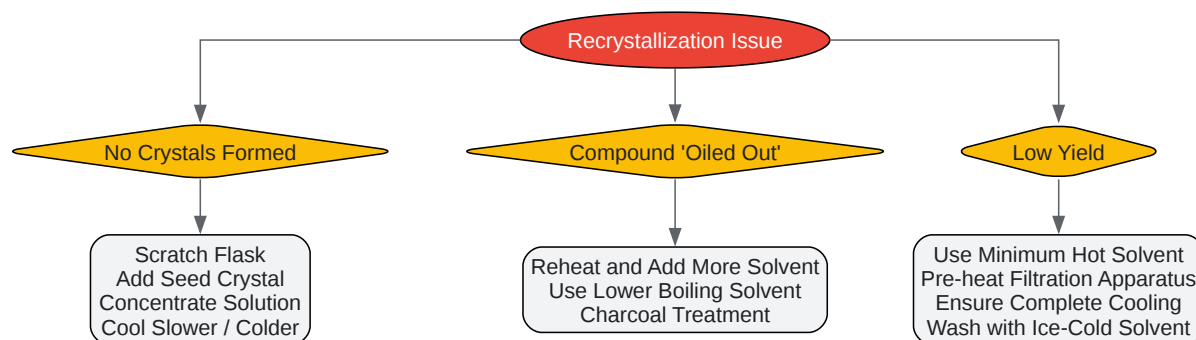 Recrystallization Issue
No Crystals Formed
Compound 'Oiled Out'
Low Yield
Scratch Flask
Add Seed Crystal
Concentrate Solution
Cool Slower / Colder
Reheat and Add More Solvent
Use Lower Boiling Solvent
Charcoal Treatment
Use Minimum Hot Solvent
Pre-heat Filtration Apparatus
Ensure Complete Cooling
Wash with Ice-Cold Solvent